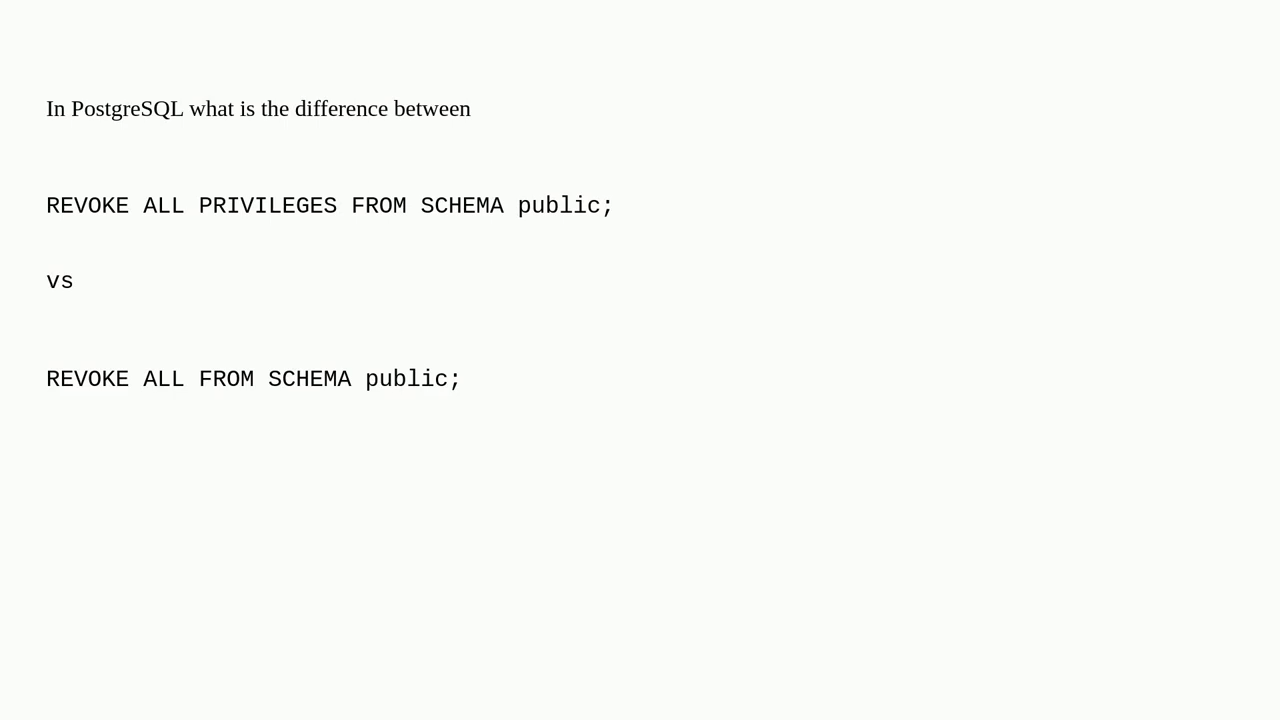 In PostgreSQL what is the difference between
REVOKE ALL PRIVILEGES FROM SCHEMA public;
vs
REVOKE ALL FROM SCHEMA public;